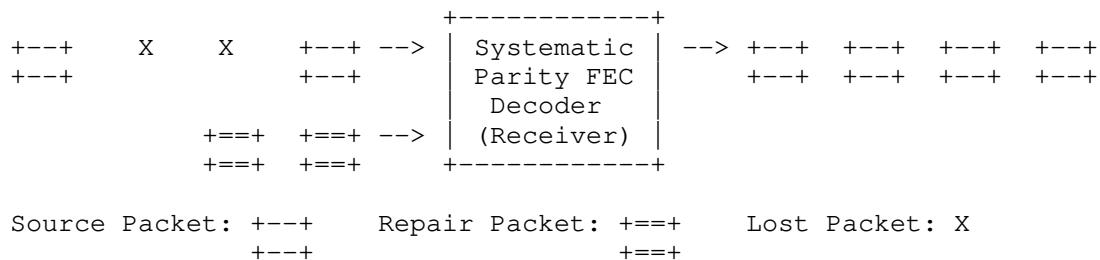 +------------+
+--+    X    X    +--+ --> | Systematic | --> +--+  +--+  +--+  +--+
+--+              +--+     | Parity FEC |     +--+  +--+  +--+  +--+
                          |  Decoder   |
            +==+  +==+ --> | (Receiver) |
            +==+  +==+     +------------+
Source Packet: +--+    Repair Packet: +==+    Lost Packet: X
               +--+                   +==+